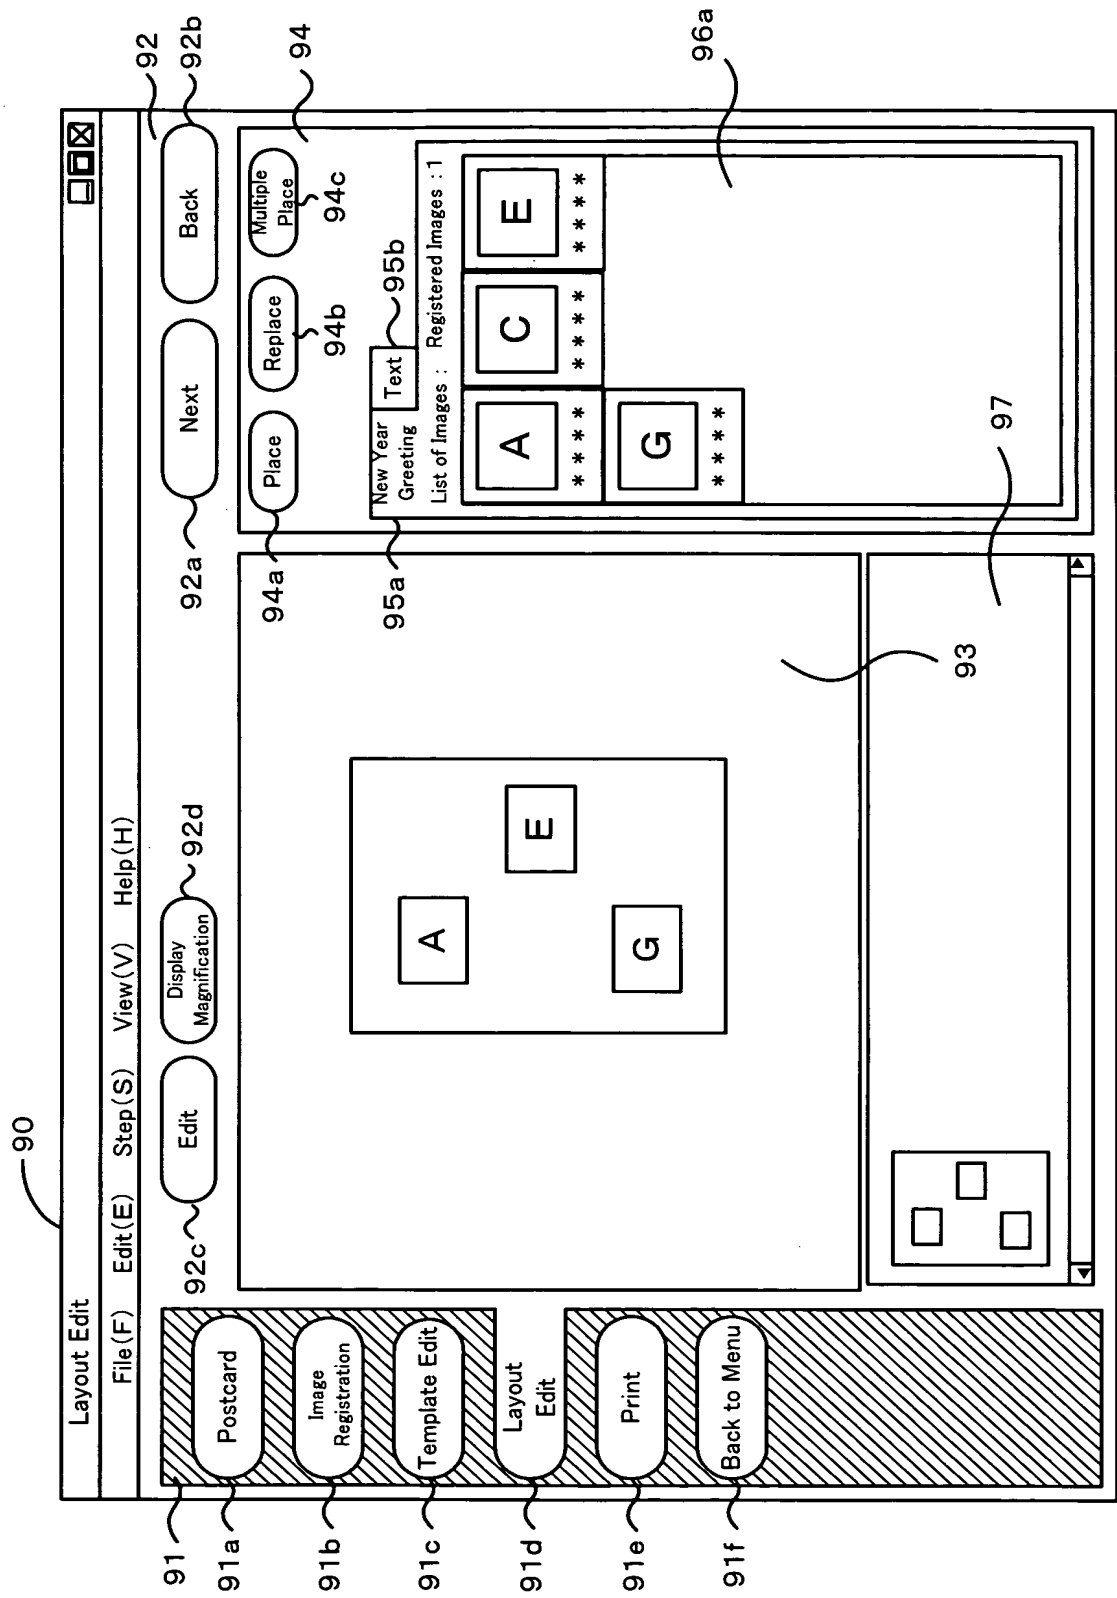 90
Layout Edit
File(F) Edit(E) Step(S) View(V) Help(H)
92
92b
Edit
Display
Magnification
Next
Back
92c
92d
92a
91
91a
Postcard
91b
Image
Registration
91c
Template Edit
91d
Layout
Edit
91e
Print
91f
Back to Menu
94
Place
Replace
Multiple
Place
94a
94b
94c
New Year
Greeting
Text
95a
95b
List of Images : Registered Images : 1
A
C
E
**** **** ****
G
****
96a
A
E
G
93
97